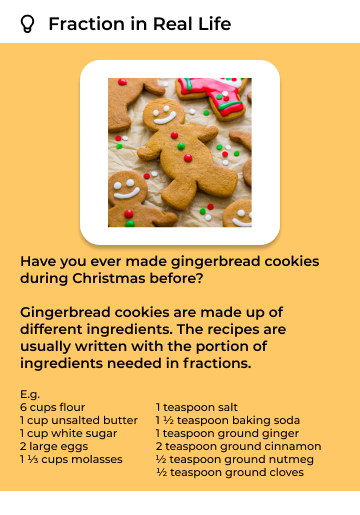 Fraction in Real Life
Have you ever made gingerbread cookies
during Christmas before?
Gingerbread cookies are made up of
different ingredients. The recipes are
usually written with the portion of
ingredients needed in fractions.
E.g.
6 cups flour
1 cup unsalted butter
1 cup white sugar
2 large eggs
1 ⅓ cups molasses
1 teaspoon salt
1 ½ teaspoon baking soda
1 teaspoon ground ginger
2 teaspoon ground cinnamon
½ teaspoon ground nutmeg
½ teaspoon ground cloves